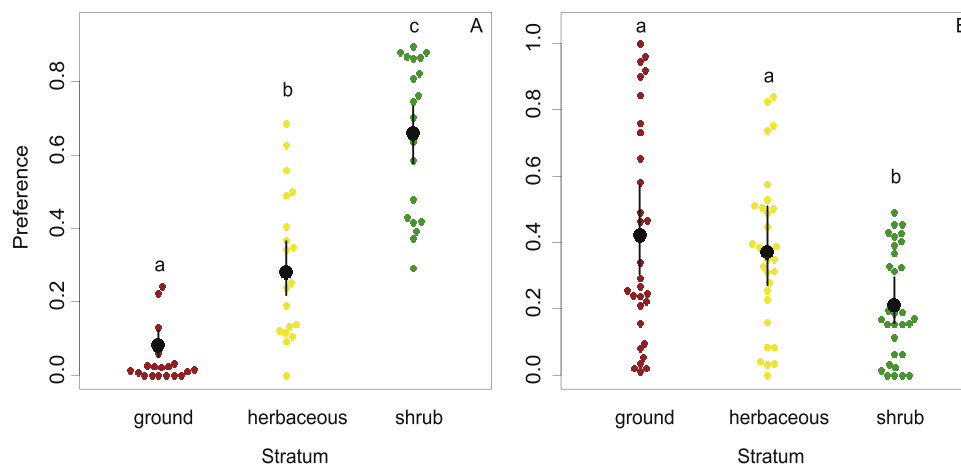 A
c
b
a
Preference
0.0
0.2
0.4
0.6
0.8
ground herbaceous shrub
Stratum
a
a
b
0.0
0.2
0.4
0.6
0.8
1.0
ground herbaceous shrub
Stratum